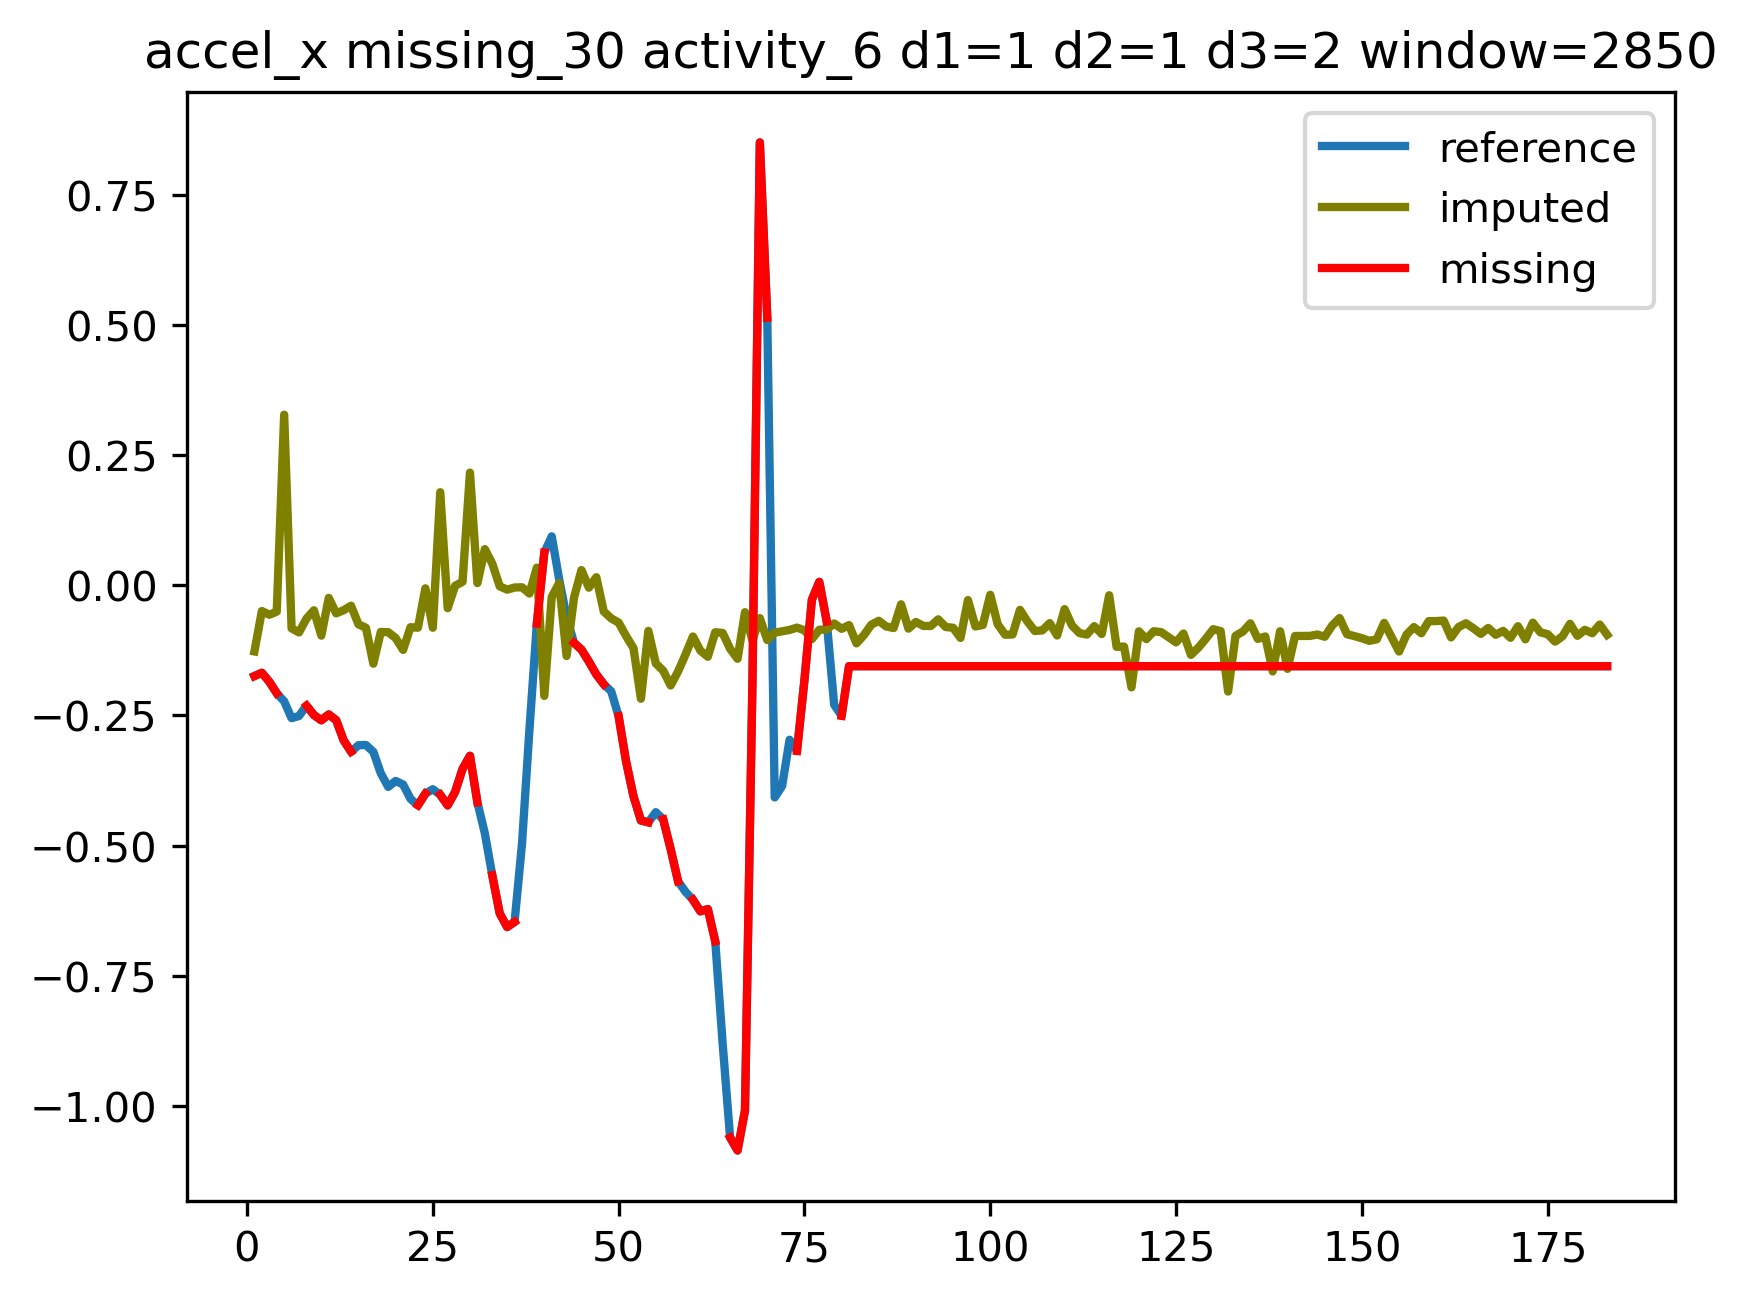 accel_x missing_30 activity_6 d1=1 d2=1 d3=2 window=2850
reference
imputed
missing
0.75
0.50
0.25
0.00
−0.25
−0.50
−0.75
−1.00
0 25 50 75 100 125 150 175